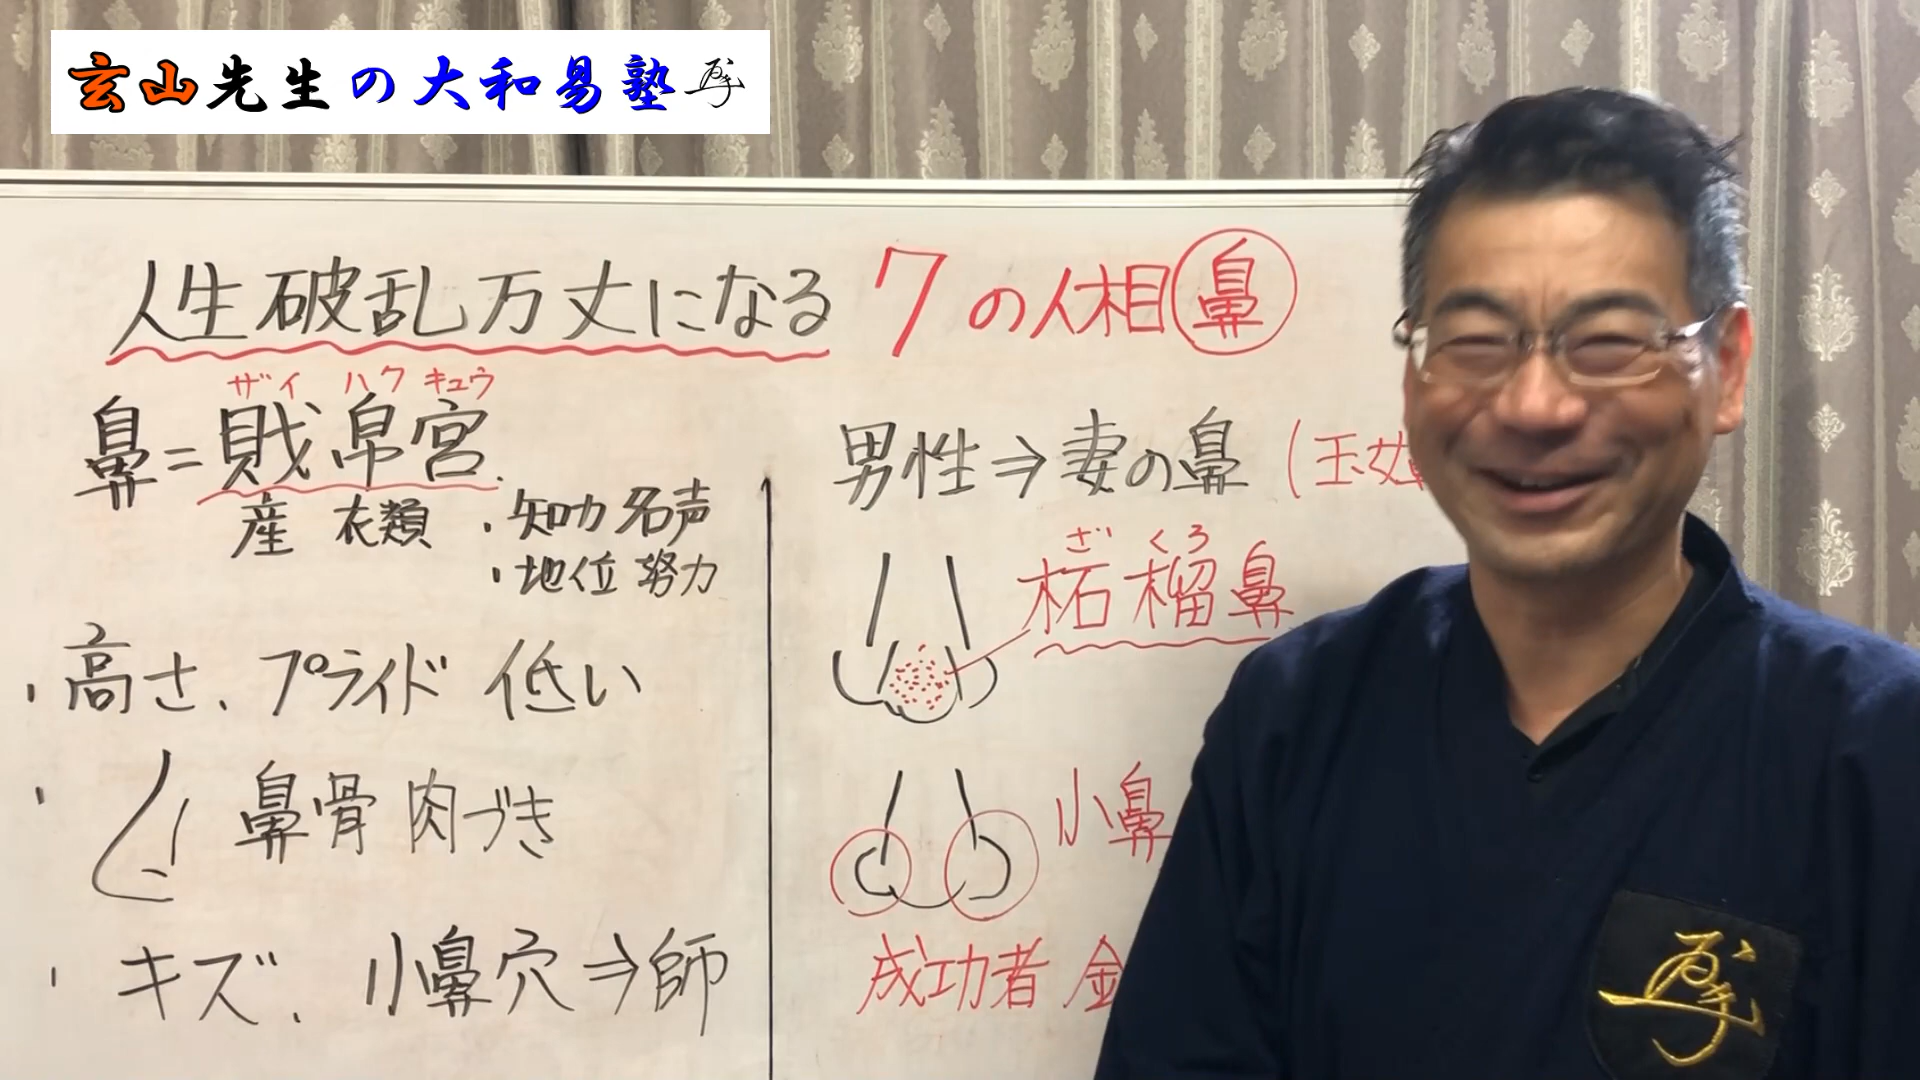 玄山先生の大和易塾
人生破乱万丈になる 7の人相 鼻
ザイ ハク キュウ
鼻=財帛宮.
産 衣類 ・知力 名声
・地位 努力
・高さ、プライド 低い
・鼻骨 肉づき
・キズ、小鼻穴⇒師
男性⇒妻の鼻 (玉女
ざくろ
柘榴鼻
小鼻
成功者 金